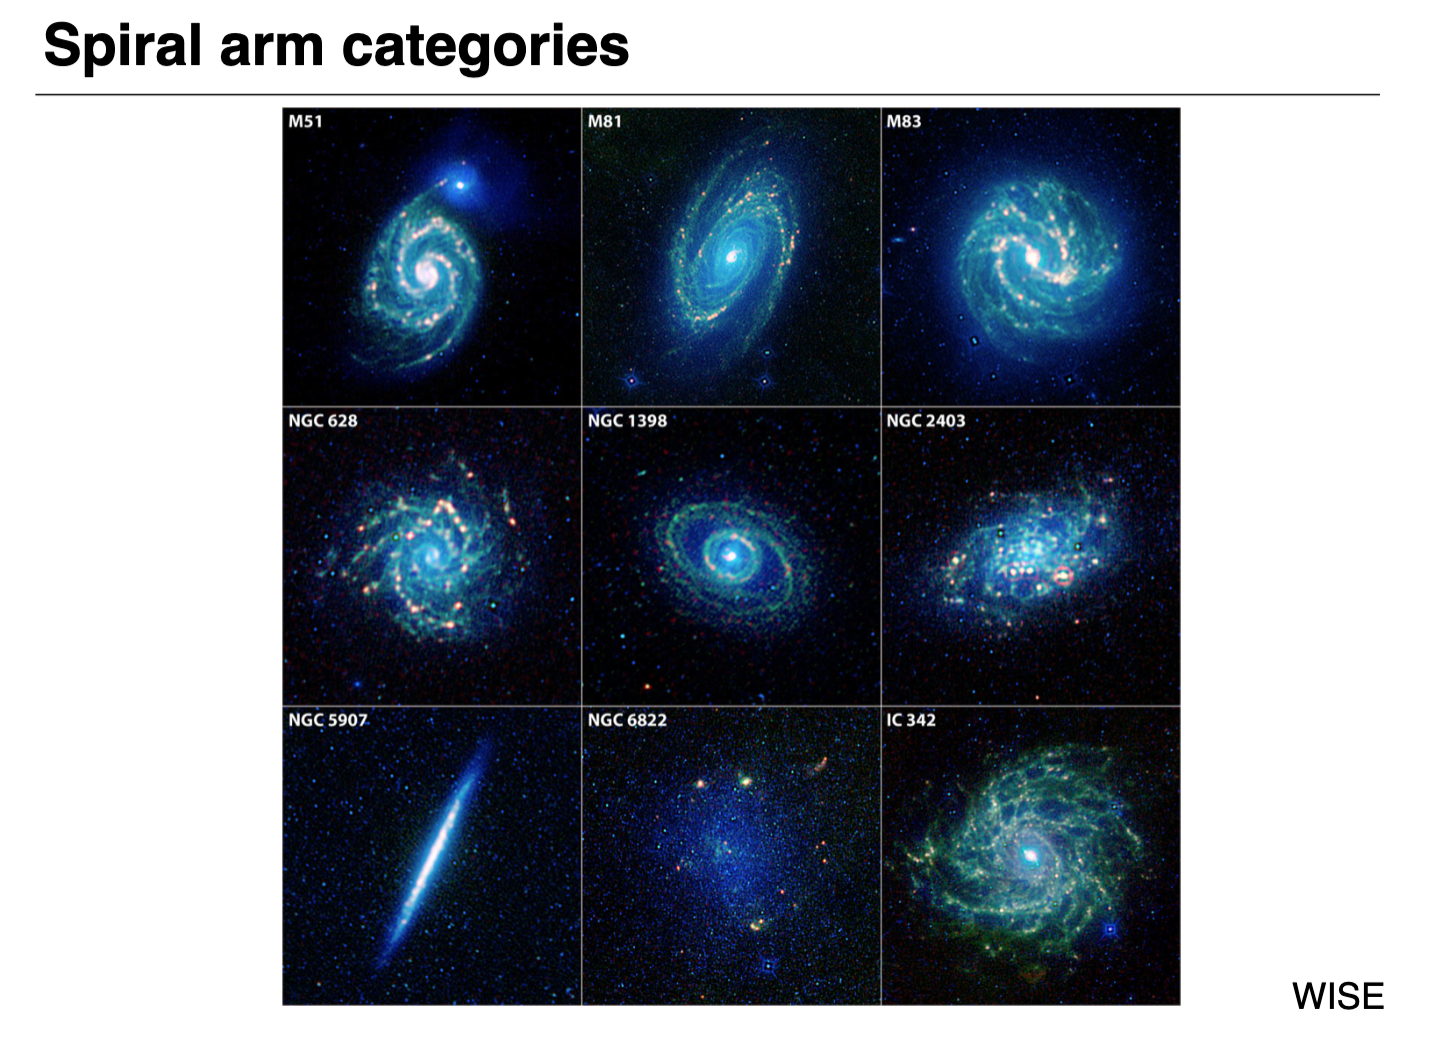 Spiral arm categories
M51
M81
M83
NGC 628
NGC 1398
NGC 2403
NGC 5907
NGC 6822
IC 342
WISE